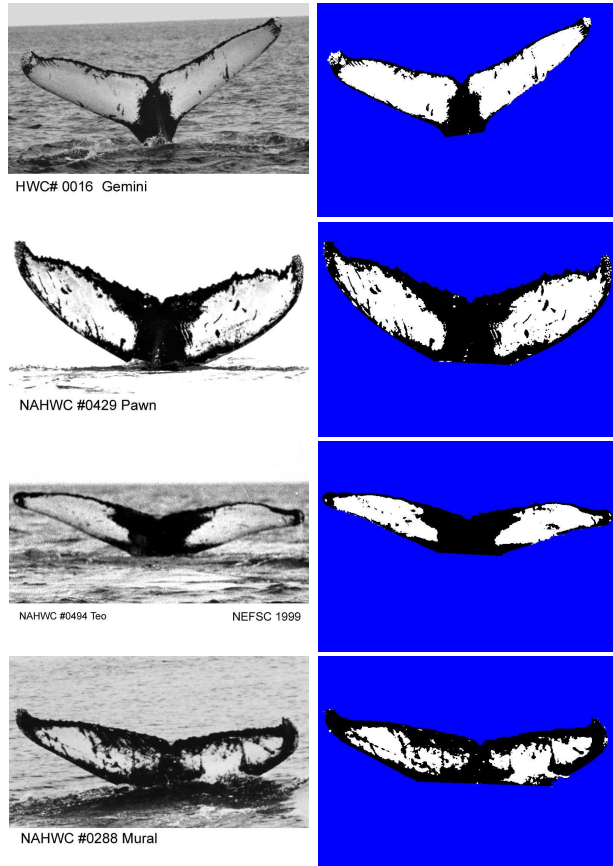 HWC# 0016 Gemini
NAHWC #0429 Pawn
NAHWC #0494 Teo NEFSC 1999
NAHWC #0288 Mural